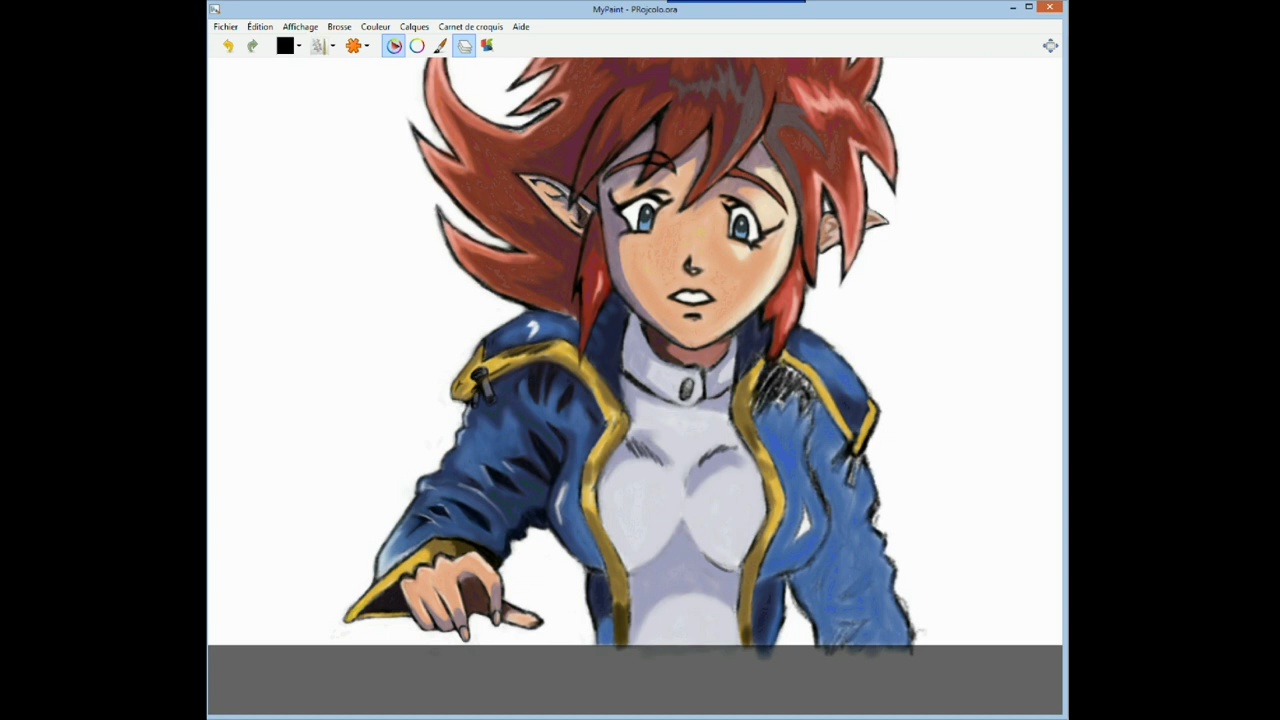 MyPaint - PRojcolo.ora
Fichier Édition Affichage Brosse Couleur Calques Carnet de croquis Aide